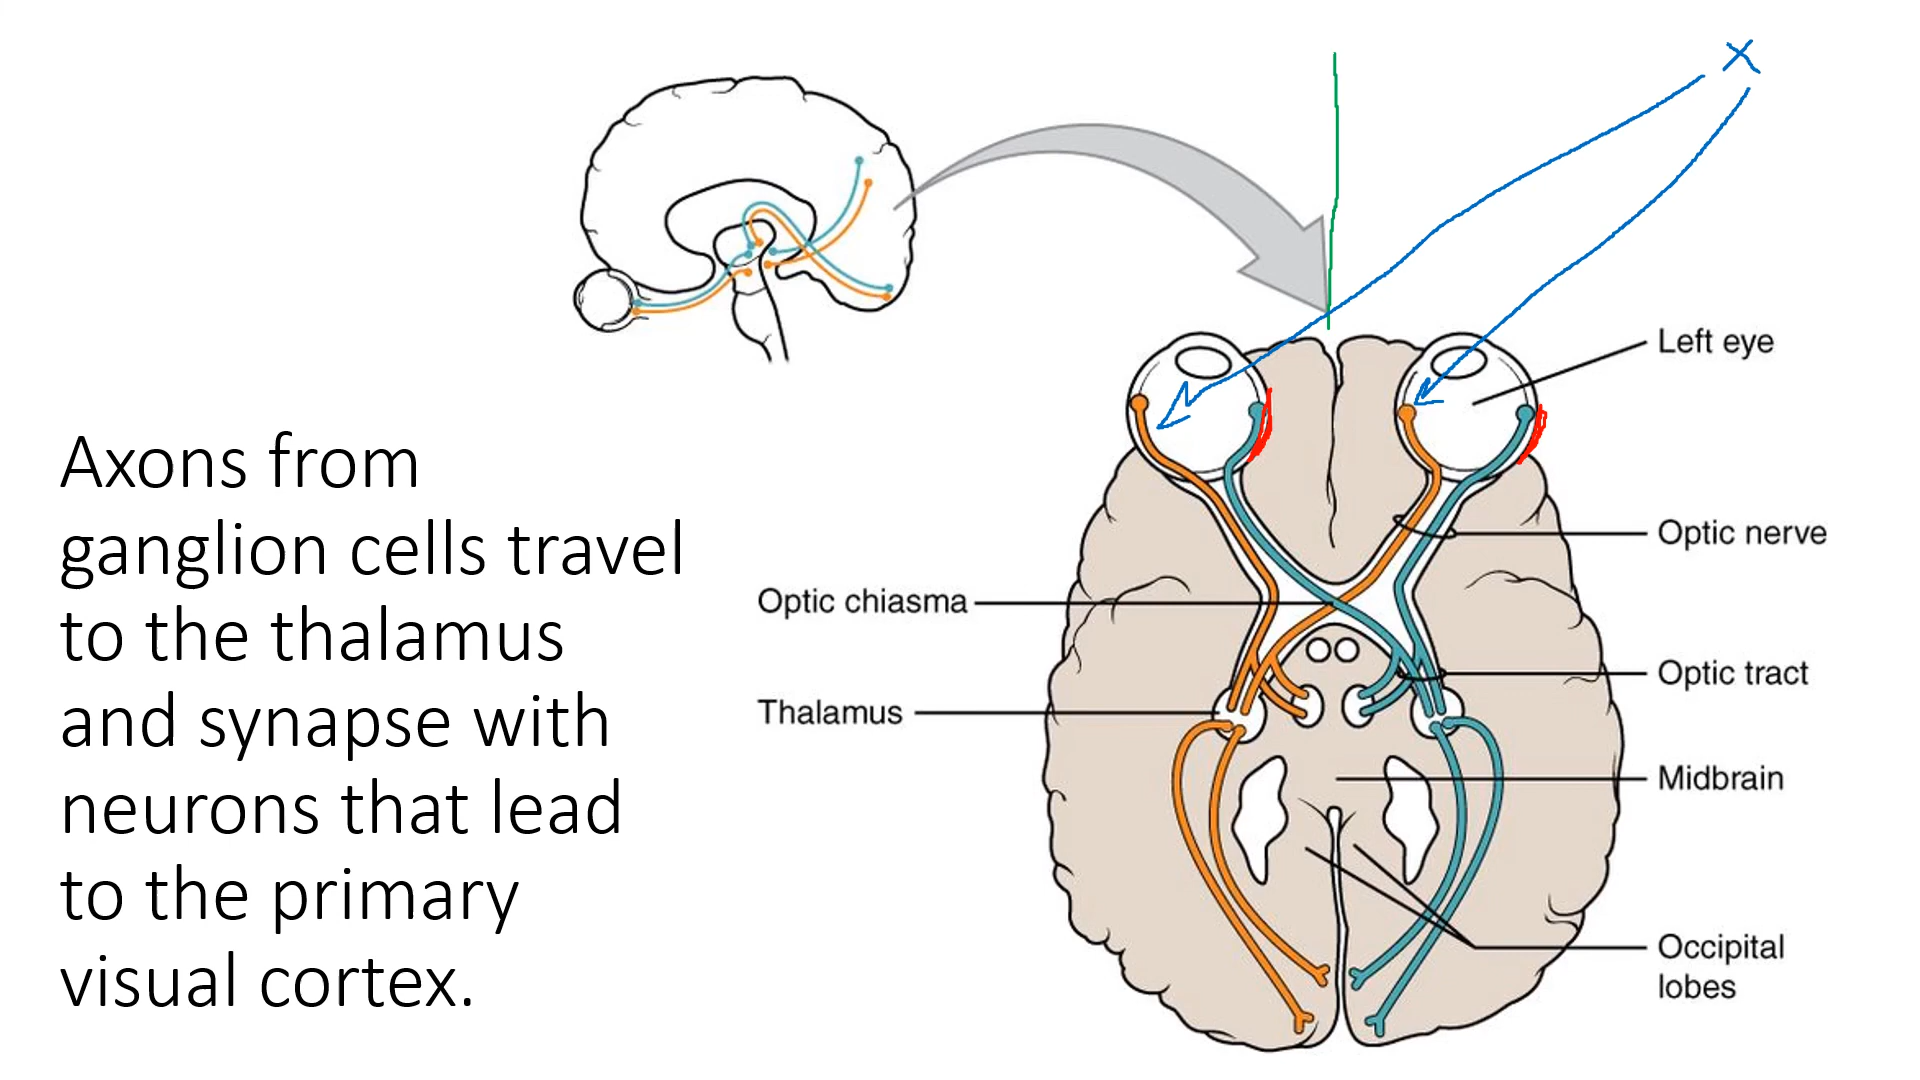 Axons from
ganglion cells travel
to the thalamus
and synapse with
neurons that lead
to the primary
visual cortex.
X
Left eye
Optic nerve
Optic chiasma
Optic tract
Thalamus
Midbrain
Occipital
lobes